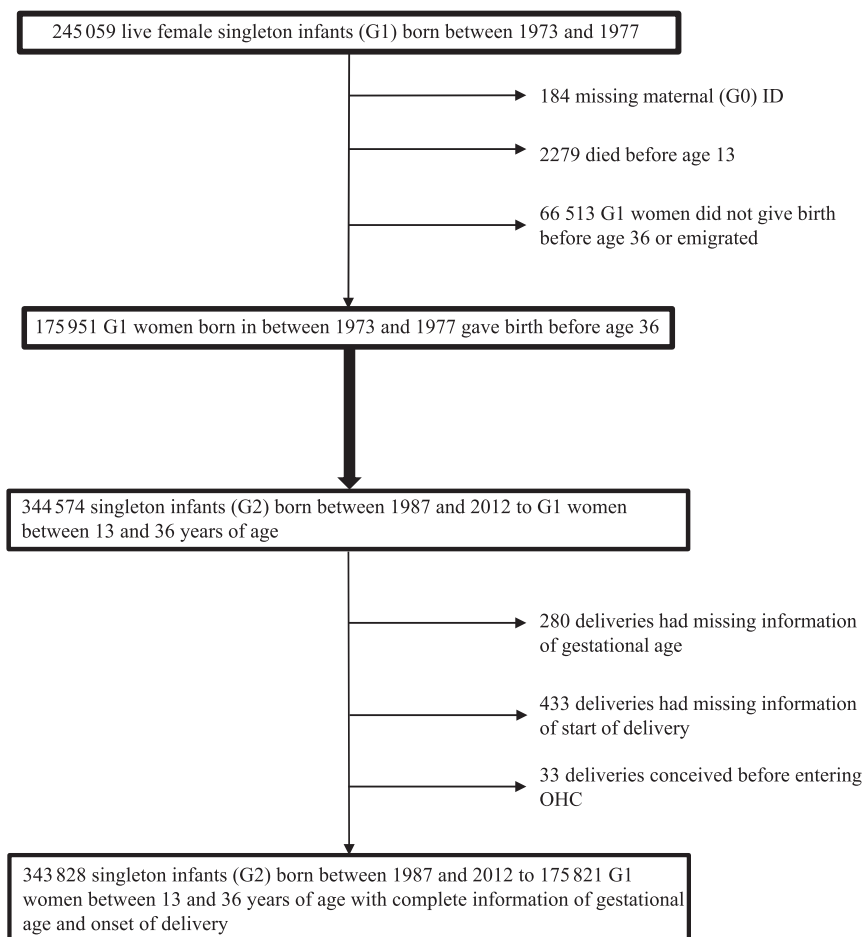 245 059 live female singleton infants (G1) born between 1973 and 1977
184 missing maternal (G0) ID
2279 died before age 13
66 513 G1 women did not give birth
before age 36 or emigrated
175 951 G1 women born in between 1973 and 1977 gave birth before age 36
344 574 singleton infants (G2) born between 1987 and 2012 to G1 women
between 13 and 36 years of age
280 deliveries had missing information
of gestational age
433 deliveries had missing information
of start of delivery
33 deliveries conceived before entering
OHC
343 828 singleton infants (G2) born between 1987 and 2012 to 175 821 G1
women between 13 and 36 years of age with complete information of gestational
age and onset of delivery